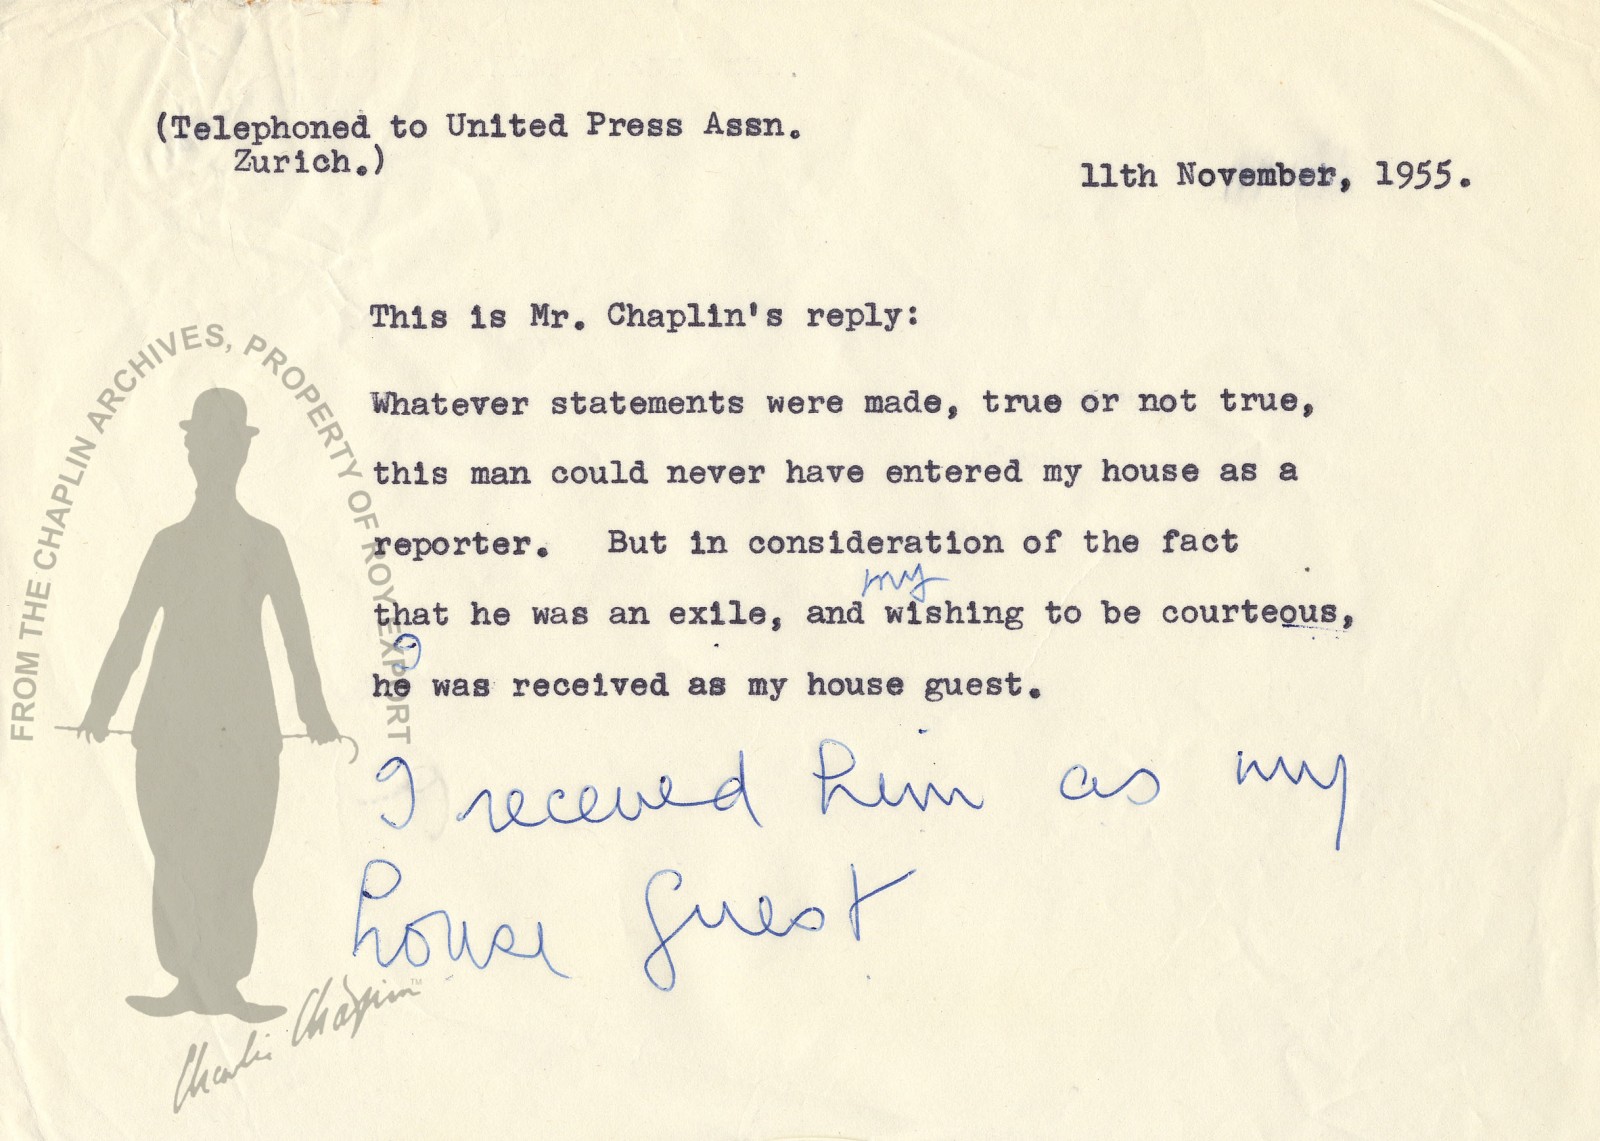 (Telephoned to United Press Assn.
Zurich.)
11th November, 1955.
This is Mr. Chaplin's reply:
Whatever statements were made, true or not true,
this man could never have entered my house as a
reporter. But in consideration of the fact
my
that he was an exile, and wishing to be courteous,
I
he was received as my house guest.
I received him as my
house guest
FROM THE CHAPLIN ARCHIVES, PROPERTY OF ROY EXPORT
Charlie Chaplin™